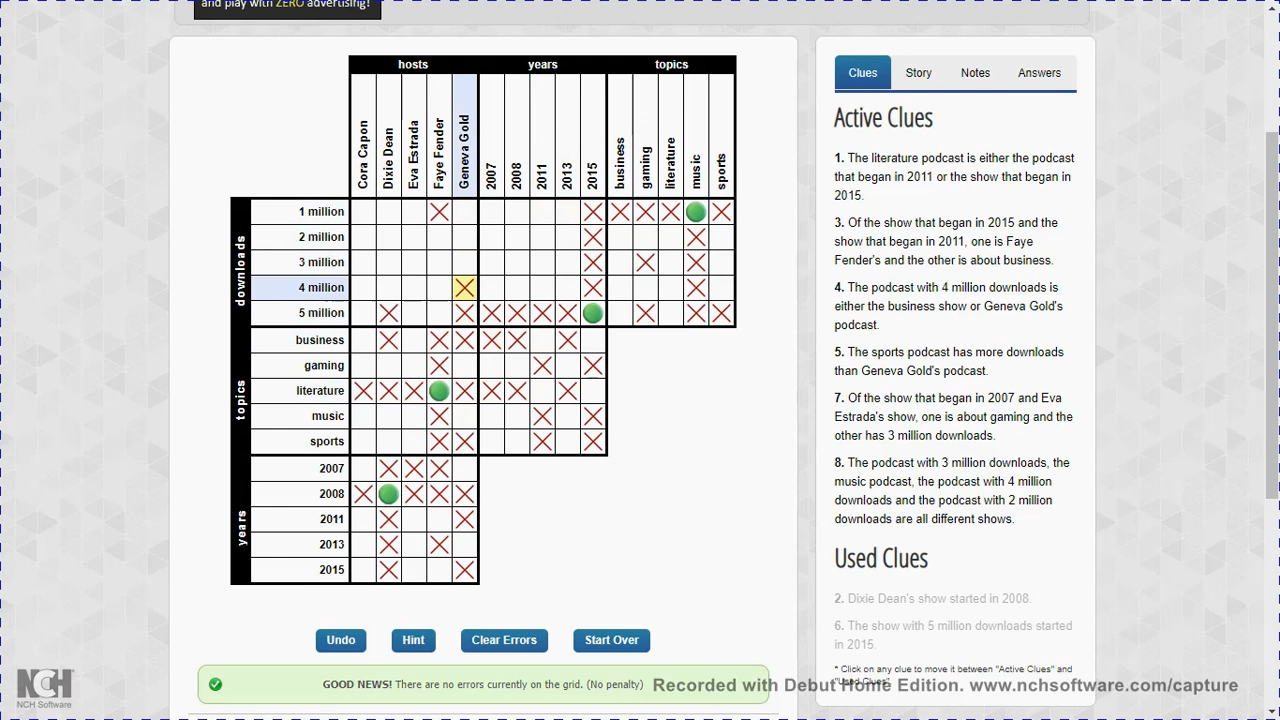 and play with ZERO advertising!
hosts years topics
Cora Capon
Dixie Dean
Eva Estrada
Faye Fender
Geneva Gold
2007
2008
2011
2013
2015
business
gaming
literature
music
sports
downloads
1 million
2 million
3 million
4 million
5 million
topics
business
gaming
literature
music
sports
years
2007
2008
2011
2013
2015
Undo Hint Clear Errors Start Over
GOOD NEWS! There are no errors currently on the grid. (No penalty)
Clues Story Notes Answers
Active Clues
1. The literature podcast is either the podcast
that began in 2011 or the show that began in
2015.
3. Of the show that began in 2015 and the
show that began in 2011, one is Faye
Fender's and the other is about business.
4. The podcast with 4 million downloads is
either the business show or Geneva Gold's
podcast.
5. The sports podcast has more downloads
than Geneva Gold's podcast.
7. Of the show that began in 2007 and Eva
Estrada's show, one is about gaming and the
other has 3 million downloads.
8. The podcast with 3 million downloads, the
music podcast, the podcast with 4 million
downloads and the podcast with 2 million
downloads are all different shows.
Used Clues
2. Dixie Dean's show started in 2008.
6. The show with 5 million downloads started
in 2015.
* Click on any clue to move it between "Active Clues" and
"Used Clues".
NCH
NCH Software
Recorded with Debut Home Edition. www.nchsoftware.com/capture